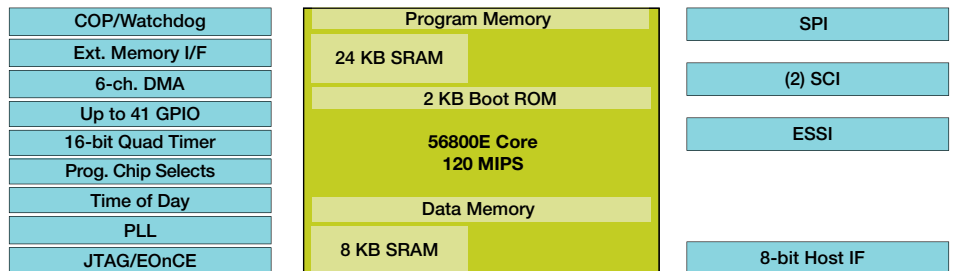 COP/Watchdog
Ext. Memory I/F
6-ch. DMA
Up to 41 GPIO
16-bit Quad Timer
Prog. Chip Selects
Time of Day
PLL
JTAG/EOnCE
Program Memory
24 KB SRAM
2 KB Boot ROM
56800E Core
120 MIPS
Data Memory
8 KB SRAM
SPI
(2) SCI
ESSI
8-bit Host IF